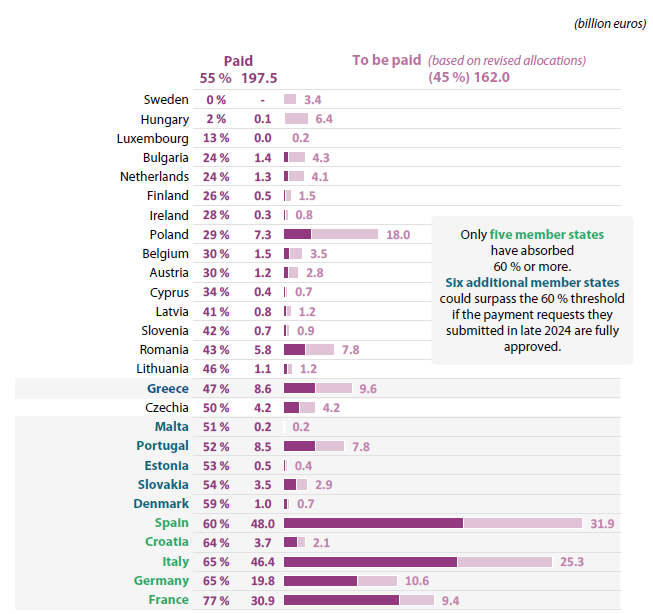 (billion euros)
Paid To be paid (based on revised allocations)
55 % 197.5 (45 %) 162.0
Sweden 0 % - 3.4
Hungary 2 % 0.1 6.4
Luxembourg 13 % 0.0 0.2
Bulgaria 24 % 1.4 4.3
Netherlands 24 % 1.3 4.1
Finland 26 % 0.5 1.5
Ireland 28 % 0.3 0.8
Poland 29 % 7.3 18.0
Belgium 30 % 1.5 3.5
Austria 30 % 1.2 2.8
Cyprus 34 % 0.4 0.7
Latvia 41 % 0.8 1.2
Slovenia 42 % 0.7 0.9
Romania 43 % 5.8 7.8
Lithuania 46 % 1.1 1.2
Greece 47 % 8.6 9.6
Czechia 50 % 4.2 4.2
Malta 51 % 0.2 0.2
Portugal 52 % 8.5 7.8
Estonia 53 % 0.5 0.4
Slovakia 54 % 3.5 2.9
Denmark 59 % 1.0 0.7
Spain 60 % 48.0 31.9
Croatia 64 % 3.7 2.1
Italy 65 % 46.4 25.3
Germany 65 % 19.8 10.6
France 77 % 30.9 9.4
Only five member states
have absorbed
60 % or more.
Six additional member states
could surpass the 60 % threshold
if the payment requests they
submitted in late 2024 are fully
approved.